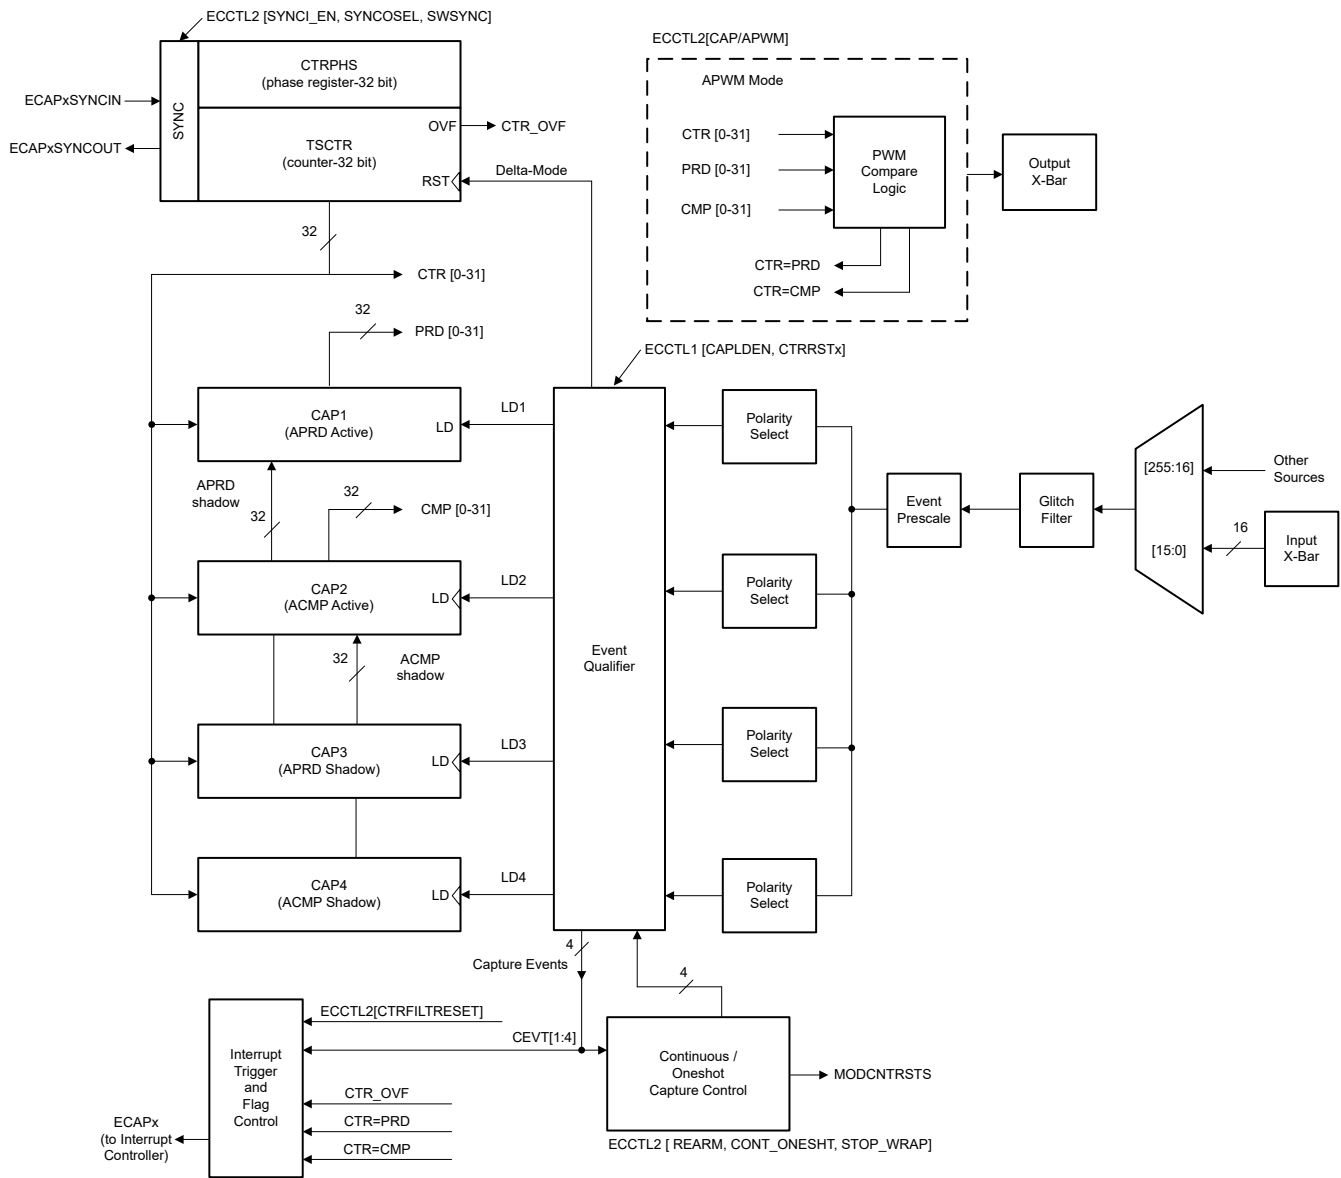 ECCTL2 [SYNCI_EN, SYNCOSEL, SWSYNC]
CTRPHS
(phase register-32 bit)
SYNC
ECAPxSYNCIN
ECAPxSYNCOUT
OVF
CTR_OVF
TSCTR
(counter-32 bit)
RST
Delta-Mode
32
CTR [0-31]
32
PRD [0-31]
ECCTL2[CAP/APWM]
APWM Mode
CTR [0-31]
PRD [0-31]
CMP [0-31]
PWM
Compare
Logic
CTR=PRD
CTR=CMP
Output
X-Bar
ECCTL1 [CAPLDEN, CTRRSTx]
CAP1
(APRD Active)
LD
LD1
APRD
shadow
32
32
CMP [0-31]
CAP2
(ACMP Active)
LD
LD2
32
ACMP
shadow
CAP3
(APRD Shadow)
LD
LD3
CAP4
(ACMP Shadow)
LD
LD4
Event
Qualifier
Polarity
Select
Polarity
Select
Polarity
Select
Polarity
Select
Event
Prescale
Glitch
Filter
[255:16]
[15:0]
Other
Sources
16
Input
X-Bar
4
Capture Events
4
ECCTL2[CTRFILTRESET]
CEVT[1:4]
Interrupt
Trigger
and
Flag
Control
CTR_OVF
CTR=PRD
CTR=CMP
ECAPx
(to Interrupt
Controller)
Continuous /
Oneshot
Capture Control
MODCNTRSTS
ECCTL2 [ REARM, CONT_ONESHT, STOP_WRAP]